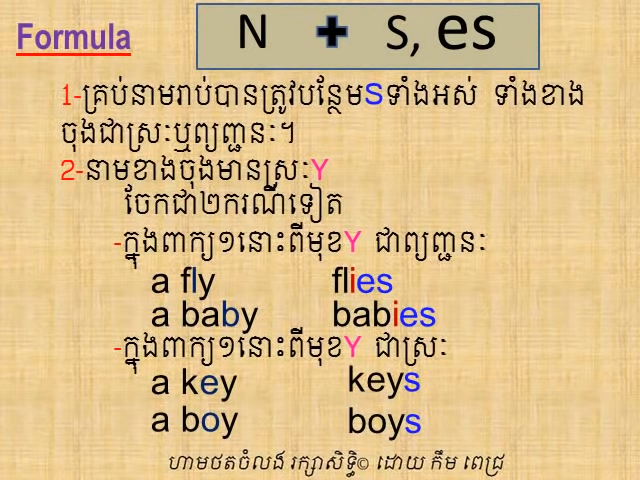 Formula
N + S, es
1-គ្រប់នាមរាប់បានត្រូវបន្ថែមSទាំងអស់ ទាំងខាង
ចុងជាស្រៈឬព្យញ្ជនៈ។
2-នាមខាងចុងមានស្រៈY
ចែកជា២ករណីទៀត
-ក្នុងពាក្យ១នោះពីមុខY ជាព្យញ្ជនៈ
a fly flies
a baby babies
-ក្នុងពាក្យ១នោះពីមុខY ជាស្រៈ
a key keys
a boy boys
ហាមថតចំលង រក្សាសិទ្ធិ© ដោយ កឹម ពេជ្រ